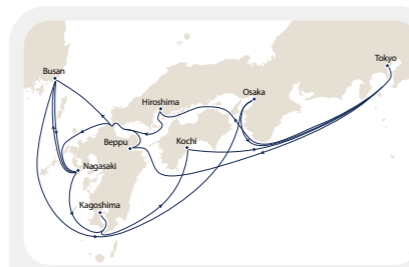 Tokyo
Busan
Osaka
Hiroshima
Beppu
Kochi
Nagasaki
Kagoshima